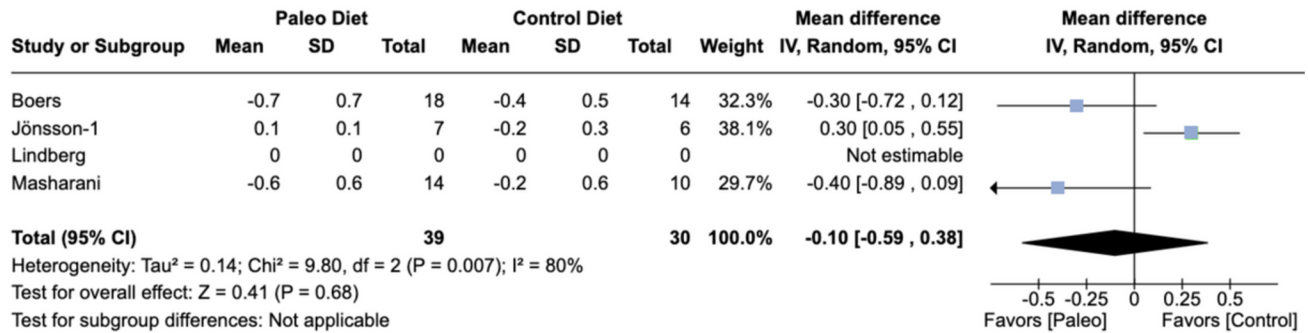 Paleo Diet Control Diet Mean difference Mean difference
Study or Subgroup Mean SD Total Mean SD Total Weight IV, Random, 95% CI IV, Random, 95% CI
Boers -0.7 0.7 18 -0.4 0.5 14 32.3% -0.30 [-0.72 , 0.12]
Jönsson-1 0.1 0.1 7 -0.2 0.3 6 38.1% 0.30 [0.05 , 0.55]
Lindberg 0 0 0 0 0 0 Not estimable
Masharani -0.6 0.6 14 -0.2 0.6 10 29.7% -0.40 [-0.89 , 0.09]
Total (95% CI) 39 30 100.0% -0.10 [-0.59 , 0.38]
Heterogeneity: Tau² = 0.14; Chi² = 9.80, df = 2 (P = 0.007); I² = 80%
Test for overall effect: Z = 0.41 (P = 0.68)
Test for subgroup differences: Not applicable
-0.5 -0.25 0 0.25 0.5
Favors [Paleo] Favors [Control]